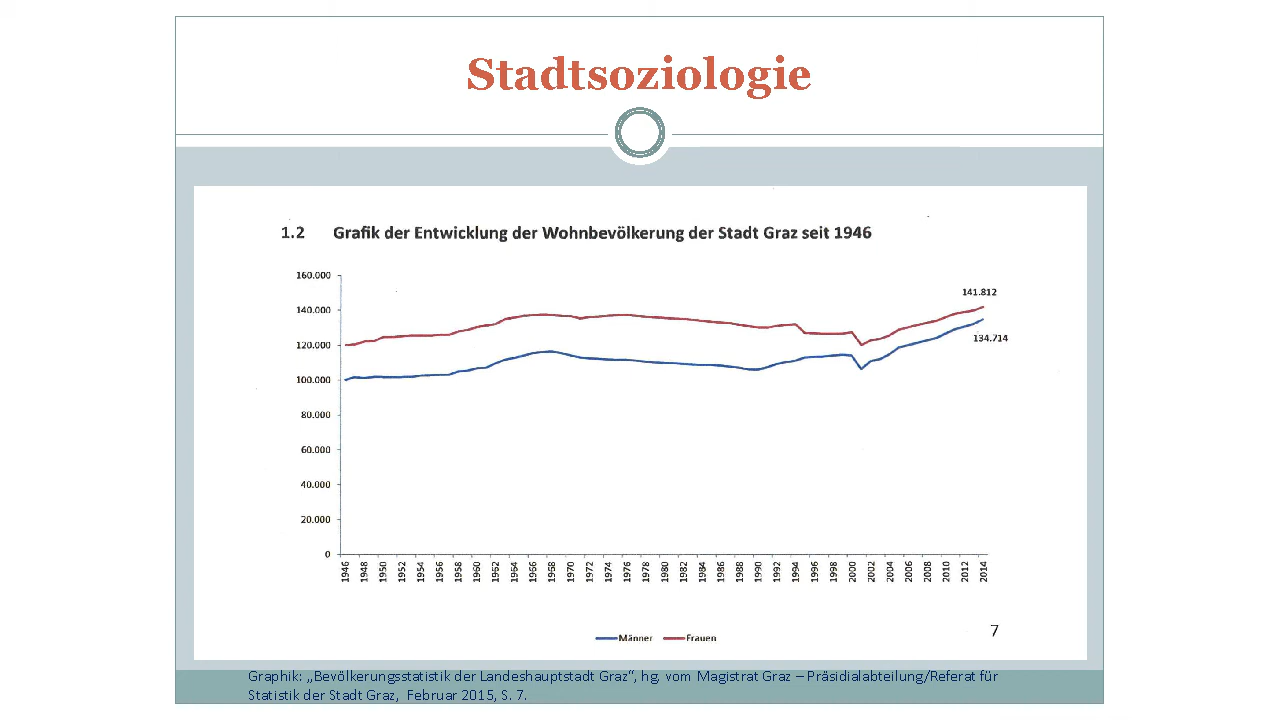 Stadtsoziologie
1.2 Grafik der Entwicklung der Wohnbevölkerung der Stadt Graz seit 1946
160.000
140.000
120.000
100.000
80.000
60.000
40.000
20.000
0
141.812
134.714
1946 1948 1950 1952 1954 1956 1958 1960 1962 1964 1966 1968 1970 1972 1974 1976 1978 1980 1982 1984 1986 1988 1990 1992 1994 1996 1998 2000 2002 2004 2006 2008 2010 2012 2014
7
Männer Frauen
Graphik: „Bevölkerungsstatistik der Landeshauptstadt Graz“, hg. vom Magistrat Graz – Präsidialabteilung/Referat für
Statistik der Stadt Graz, Februar 2015, S. 7.